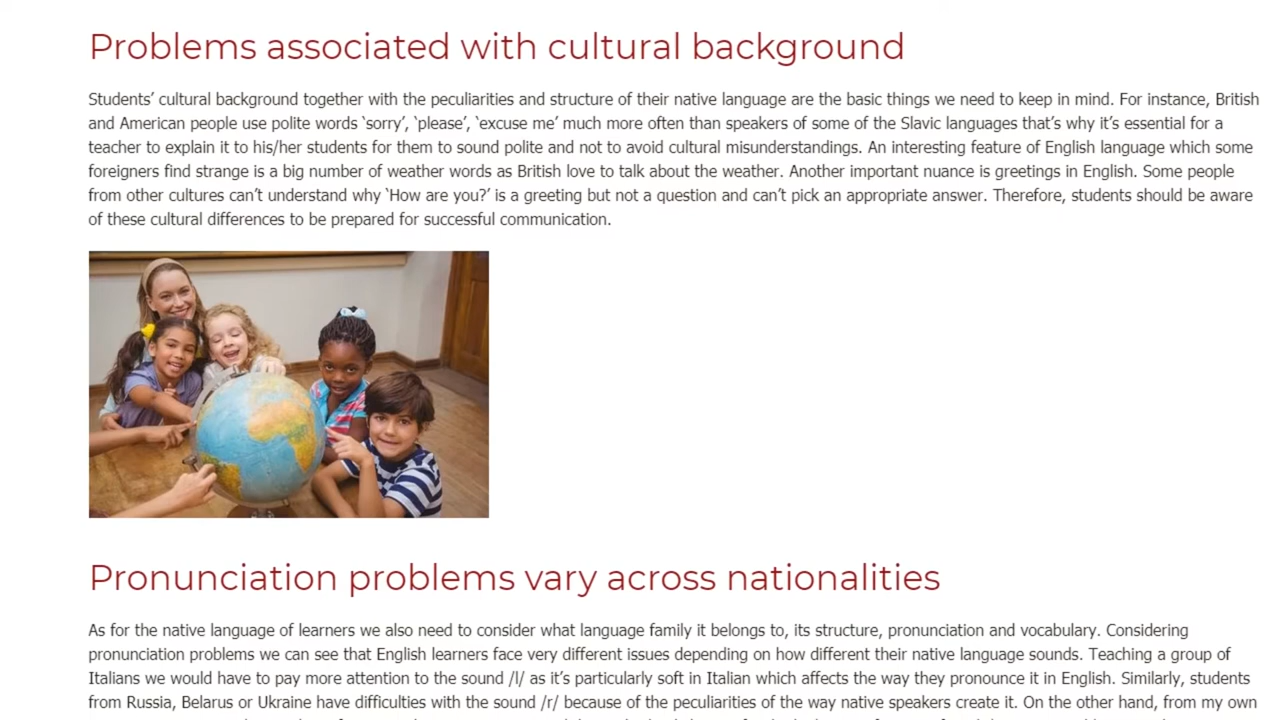 Problems associated with cultural background
Students’ cultural background together with the peculiarities and structure of their native language are the basic things we need to keep in mind. For instance, British
and American people use polite words ‘sorry’, ‘please’, ‘excuse me’ much more often than speakers of some of the Slavic languages that’s why it’s essential for a
teacher to explain it to his/her students for them to sound polite and not to avoid cultural misunderstandings. An interesting feature of English language which some
foreigners find strange is a big number of weather words as British love to talk about the weather. Another important nuance is greetings in English. Some people
from other cultures can’t understand why ‘How are you?’ is a greeting but not a question and can’t pick an appropriate answer. Therefore, students should be aware
of these cultural differences to be prepared for successful communication.
Pronunciation problems vary across nationalities
As for the native language of learners we also need to consider what language family it belongs to, its structure, pronunciation and vocabulary. Considering
pronunciation problems we can see that English learners face very different issues depending on how different their native language sounds. Teaching a group of
Italians we would have to pay more attention to the sound /l/ as it’s particularly soft in Italian which affects the way they pronounce it in English. Similarly, students
from Russia, Belarus or Ukraine have difficulties with the sound /r/ because of the peculiarities of the way native speakers create it. On the other hand, from my own